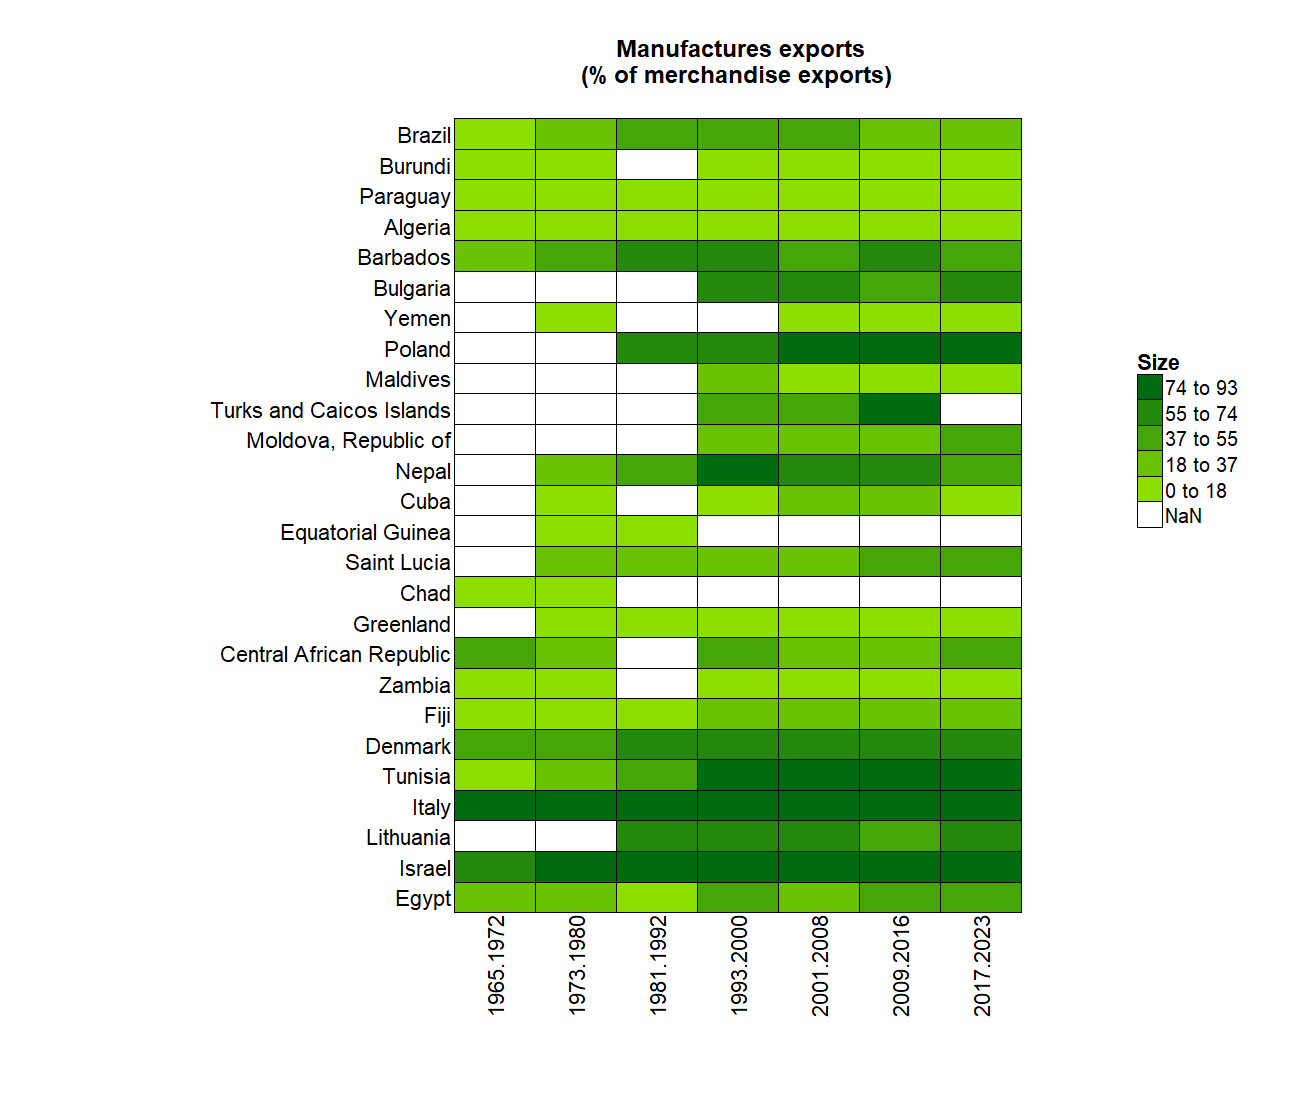 Manufactures exports
(% of merchandise exports)
Brazil
Burundi
Paraguay
Algeria
Barbados
Bulgaria
Yemen
Poland
Maldives
Turks and Caicos Islands
Moldova, Republic of
Nepal
Cuba
Equatorial Guinea
Saint Lucia
Chad
Greenland
Central African Republic
Zambia
Fiji
Denmark
Tunisia
Italy
Lithuania
Israel
Egypt
1965.1972
1973.1980
1981.1992
1993.2000
2001.2008
2009.2016
2017.2023
Size
74 to 93
55 to 74
37 to 55
18 to 37
0 to 18
NaN